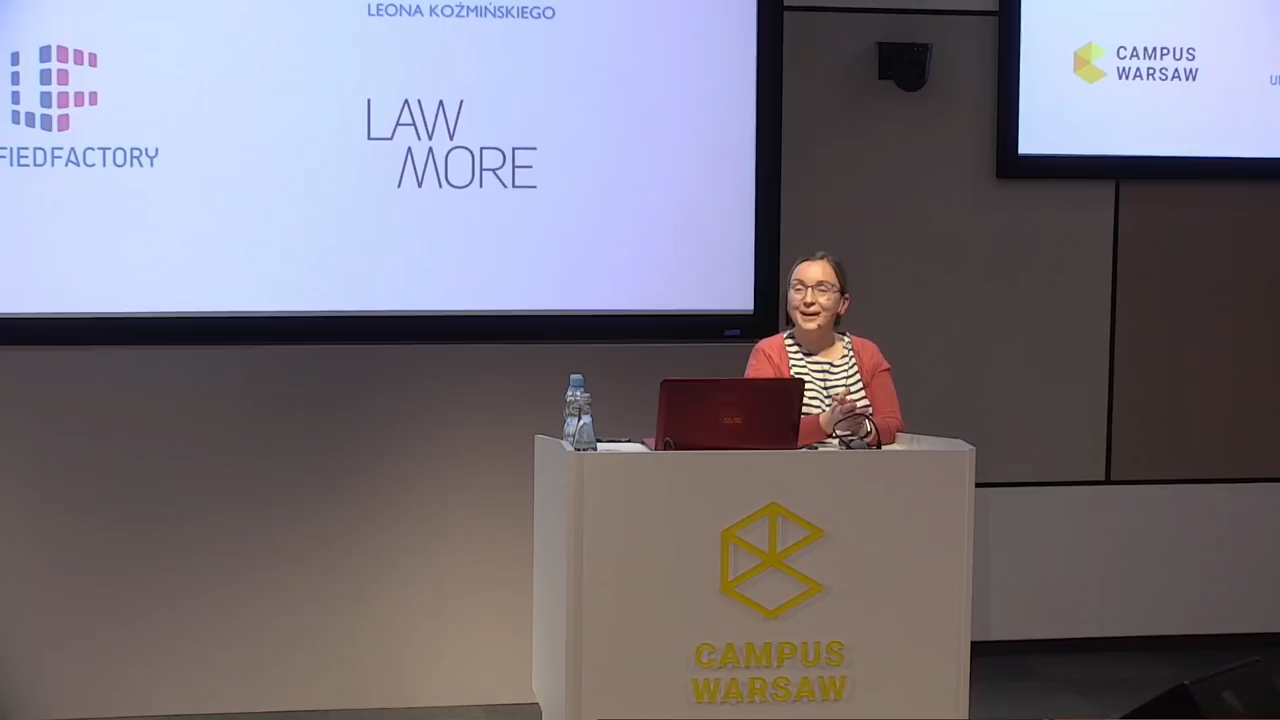 LEONA KOŹMIŃSKIEGO
FIEDFACTORY
LAW
MORE
CAMPUS
WARSAW
CAMPUS
WARSAW